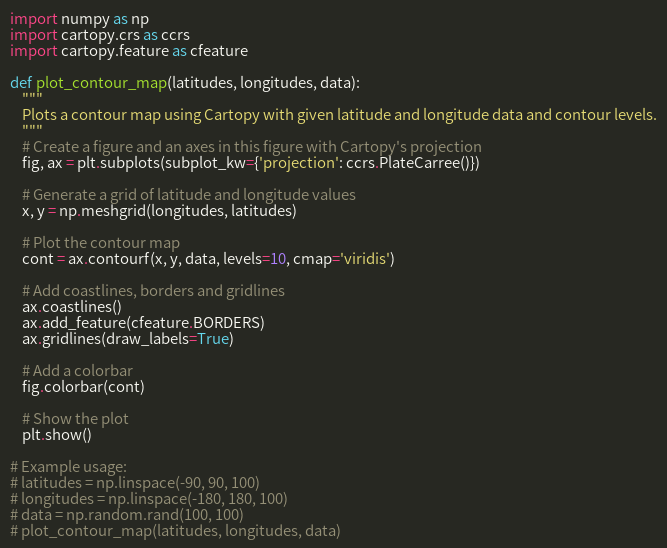 import numpy as np
import cartopy.crs as ccrs
import cartopy.feature as cfeature

def plot_contour_map(latitudes, longitudes, data):
    """
    Plots a contour map using Cartopy with given latitude and longitude data and contour levels.
    """
    # Create a figure and an axes in this figure with Cartopy's projection
    fig, ax = plt.subplots(subplot_kw={'projection': ccrs.PlateCarree()})

    # Generate a grid of latitude and longitude values
    x, y = np.meshgrid(longitudes, latitudes)

    # Plot the contour map
    cont = ax.contourf(x, y, data, levels=10, cmap='viridis')

    # Add coastlines, borders and gridlines
    ax.coastlines()
    ax.add_feature(cfeature.BORDERS)
    ax.gridlines(draw_labels=True)

    # Add a colorbar
    fig.colorbar(cont)

    # Show the plot
    plt.show()

# Example usage:
# latitudes = np.linspace(-90, 90, 100)
# longitudes = np.linspace(-180, 180, 100)
# data = np.random.rand(100, 100)
# plot_contour_map(latitudes, longitudes, data)